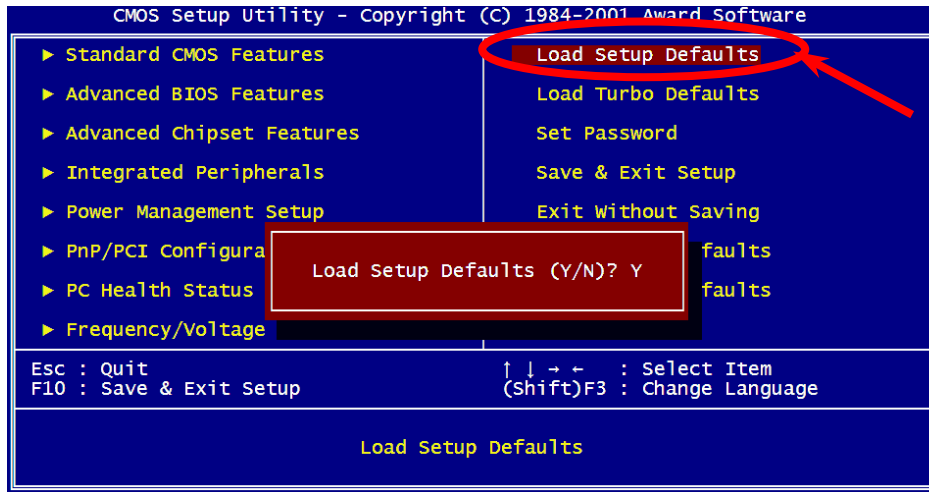 CMOS Setup Utility - Copyright (C) 1984-2001 Award Software
► Standard CMOS Features
► Advanced BIOS Features
► Advanced Chipset Features
► Integrated Peripherals
► Power Management Setup
► PnP/PCI Configura
► PC Health Status
► Frequency/Voltage
Load Setup Defaults
Load Turbo Defaults
Set Password
Save & Exit Setup
Exit Without Saving
faults
faults
Load Setup Defaults (Y/N)? Y
Esc : Quit
F10 : Save & Exit Setup
↑ ↓ → ← : Select Item
(Shift)F3 : Change Language
Load Setup Defaults